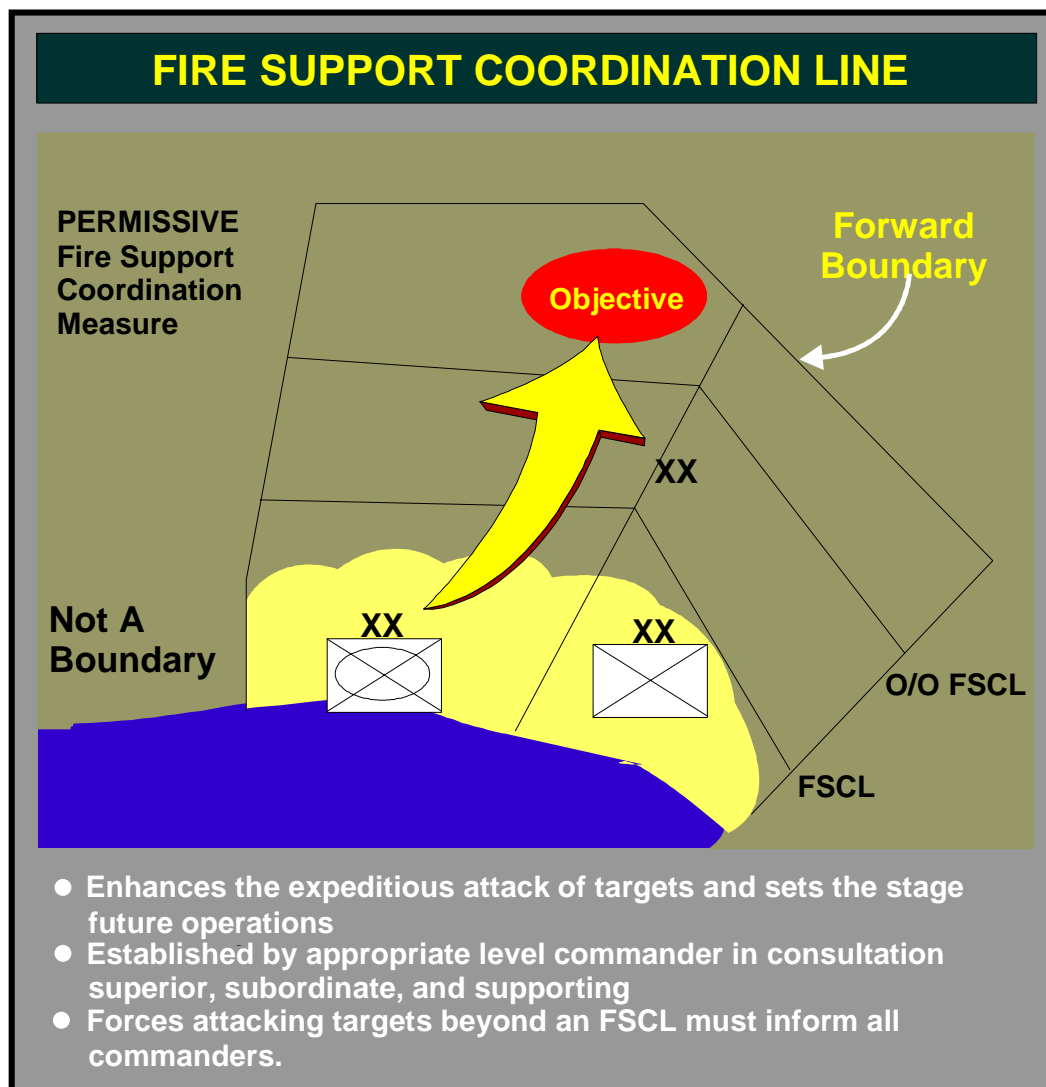 FIRE SUPPORT COORDINATION LINE
PERMISSIVE
Fire Support
Coordination
Measure
Forward
Boundary
Objective
XX
Not A
Boundary
XX
XX
O/O FSCL
FSCL
● Enhances the expeditious attack of targets and sets the stage
future operations
● Established by appropriate level commander in consultation
superior, subordinate, and supporting
● Forces attacking targets beyond an FSCL must inform all
commanders.